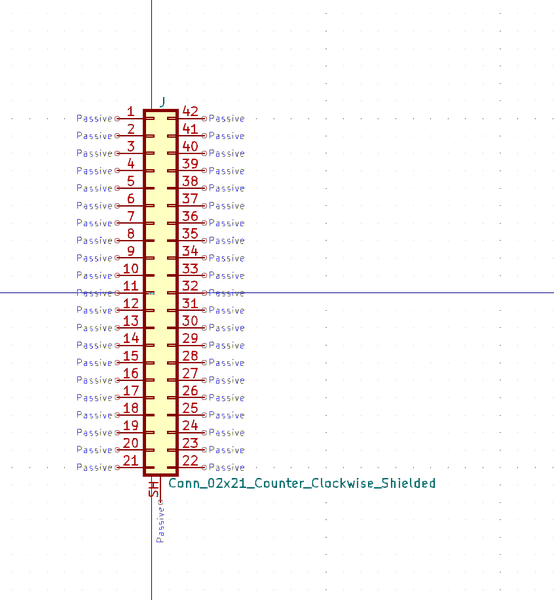 J
Passive 1 42 Passive
Passive 2 41 Passive
Passive 3 40 Passive
Passive 4 39 Passive
Passive 5 38 Passive
Passive 6 37 Passive
Passive 7 36 Passive
Passive 8 35 Passive
Passive 9 34 Passive
Passive 10 33 Passive
Passive 11 32 Passive
Passive 12 31 Passive
Passive 13 30 Passive
Passive 14 29 Passive
Passive 15 28 Passive
Passive 16 27 Passive
Passive 17 26 Passive
Passive 18 25 Passive
Passive 19 24 Passive
Passive 20 23 Passive
Passive 21 22 Passive
SH
Conn_02x21_Counter_Clockwise_Shielded
Passive